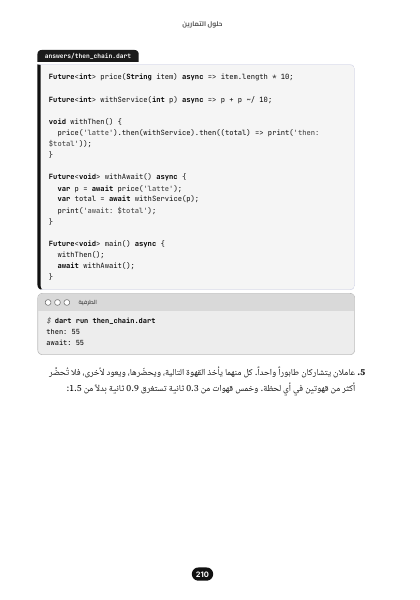 حلول التمارين
answers/then_chain.dart
Future<int> price(String item) async => item.length * 10;
Future<int> withService(int p) async => p + p ~/ 10;
void withThen() {
price('latte').then(withService).then((total) => print('then:
$total'));
}
Future<void> withAwait() async {
var p = await price('latte');
var total = await withService(p);
print('await: $total');
}
Future<void> main() async {
withThen();
await withAwait();
}
الطرفية
$ dart run then_chain.dart
then: 55
await: 55
5. عاملان يتشاركان طابوراً واحداً. كل منهما يأخذ القهوة التالية، ويحضّرها، ويعود لأخرى، فلا تُحضَّر
أكثر من قهوتين في أي لحظة. وخمس قهوات من 0.3 ثانية تستغرق 0.9 ثانية بدلاً من 1.5:
210